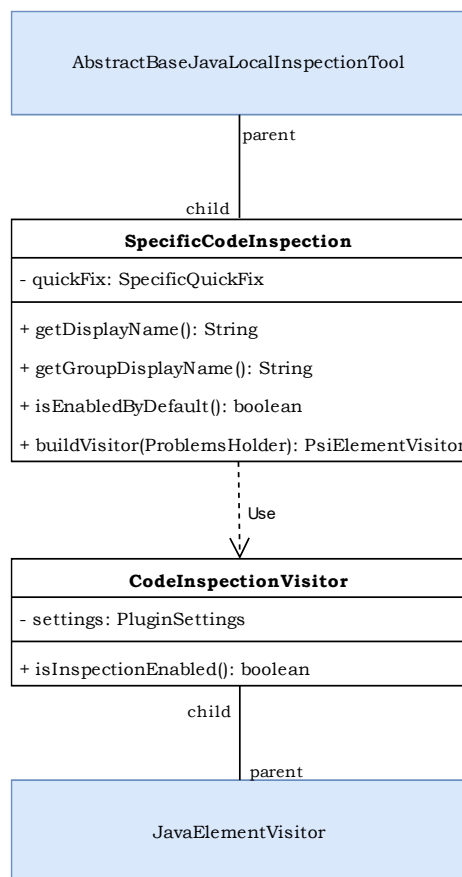 AbstractBaseJavaLocalInspectionTool
parent
child
SpecificCodeInspection
- quickFix: SpecificQuickFix
+ getDisplayName(): String
+ getGroupDisplayName(): String
+ isEnabledByDefault(): boolean
+ buildVisitor(ProblemsHolder): PsiElementVisitor
Use
CodeInspectionVisitor
- settings: PluginSettings
+ isInspectionEnabled(): boolean
child
parent
JavaElementVisitor